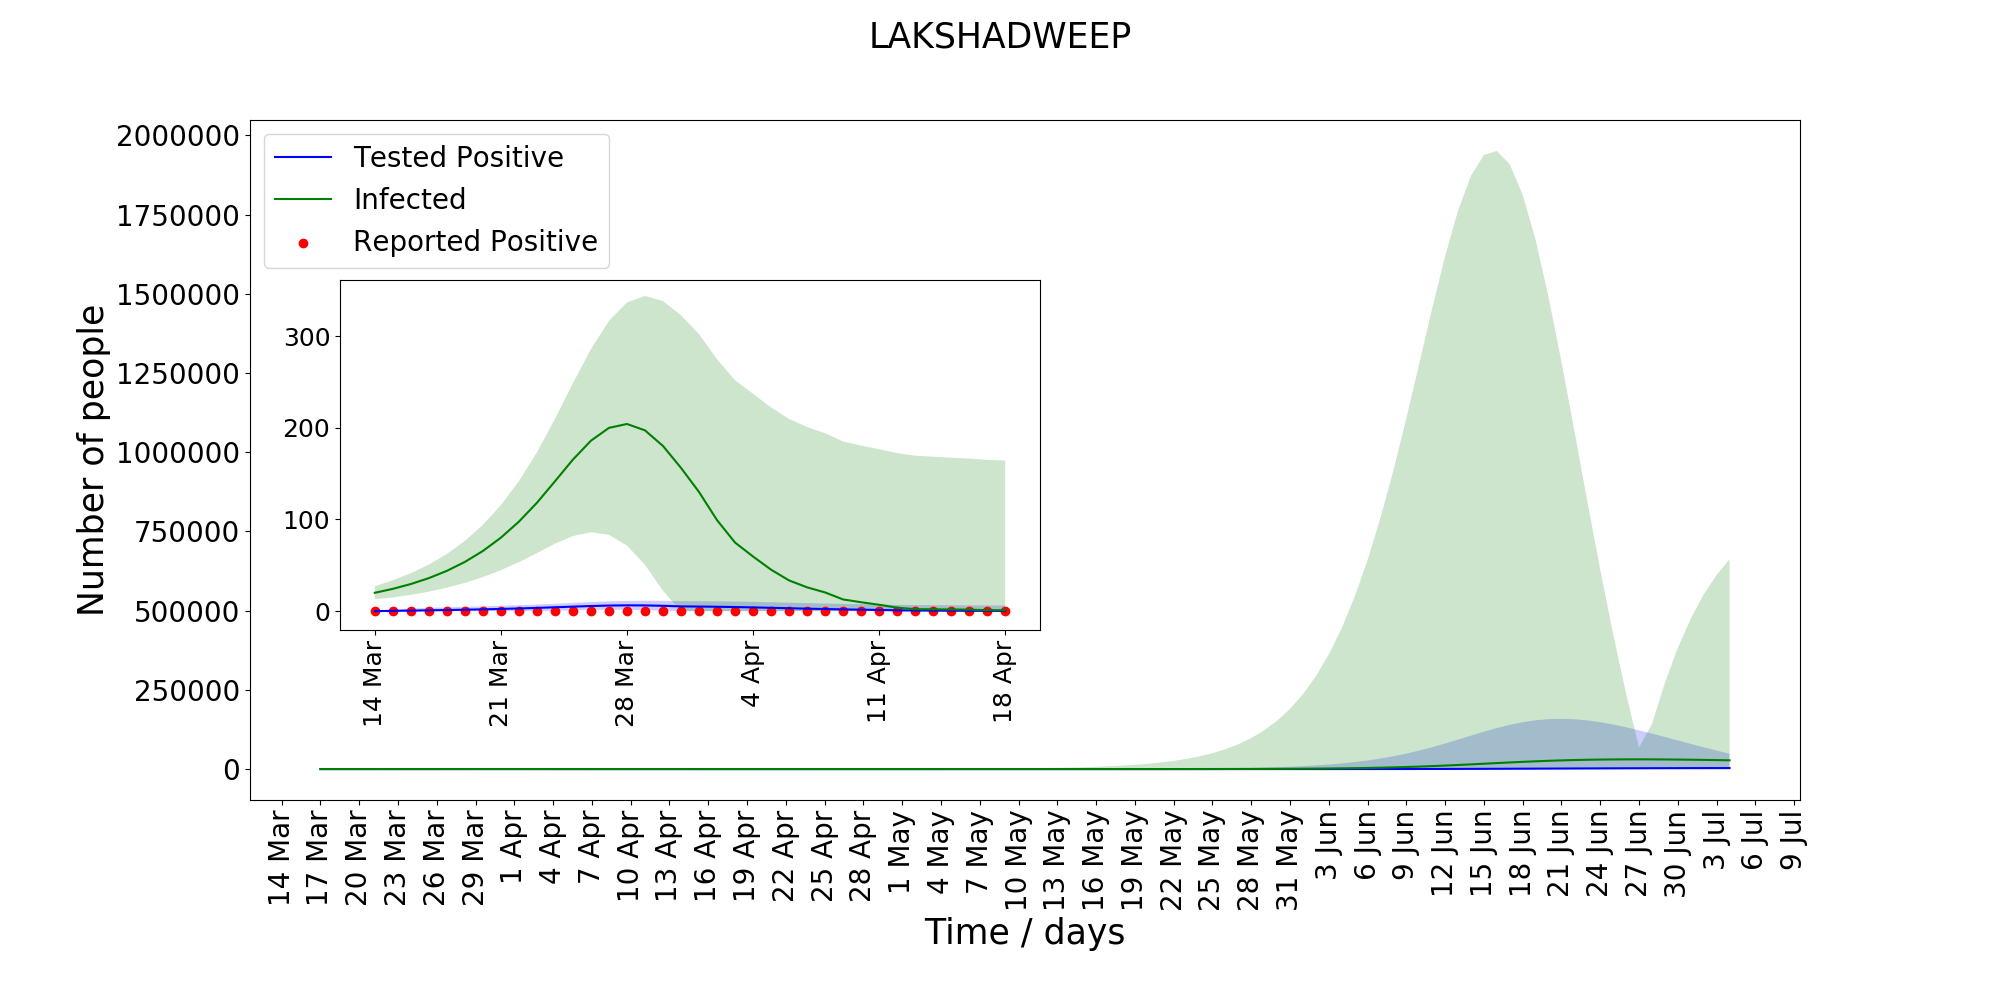 LAKSHADWEEP
Number of people
2000000
1750000
1500000
1250000
1000000
750000
500000
250000
0
Tested Positive
Infected
Reported Positive
300
200
100
0
14 Mar
21 Mar
28 Mar
4 Apr
11 Apr
18 Apr
14 Mar
17 Mar
20 Mar
23 Mar
26 Mar
29 Mar
1 Apr
4 Apr
7 Apr
10 Apr
13 Apr
16 Apr
19 Apr
22 Apr
25 Apr
28 Apr
1 May
4 May
7 May
10 May
13 May
16 May
19 May
22 May
25 May
28 May
31 May
3 Jun
6 Jun
9 Jun
12 Jun
15 Jun
18 Jun
21 Jun
24 Jun
27 Jun
30 Jun
3 Jul
6 Jul
9 Jul
Time / days